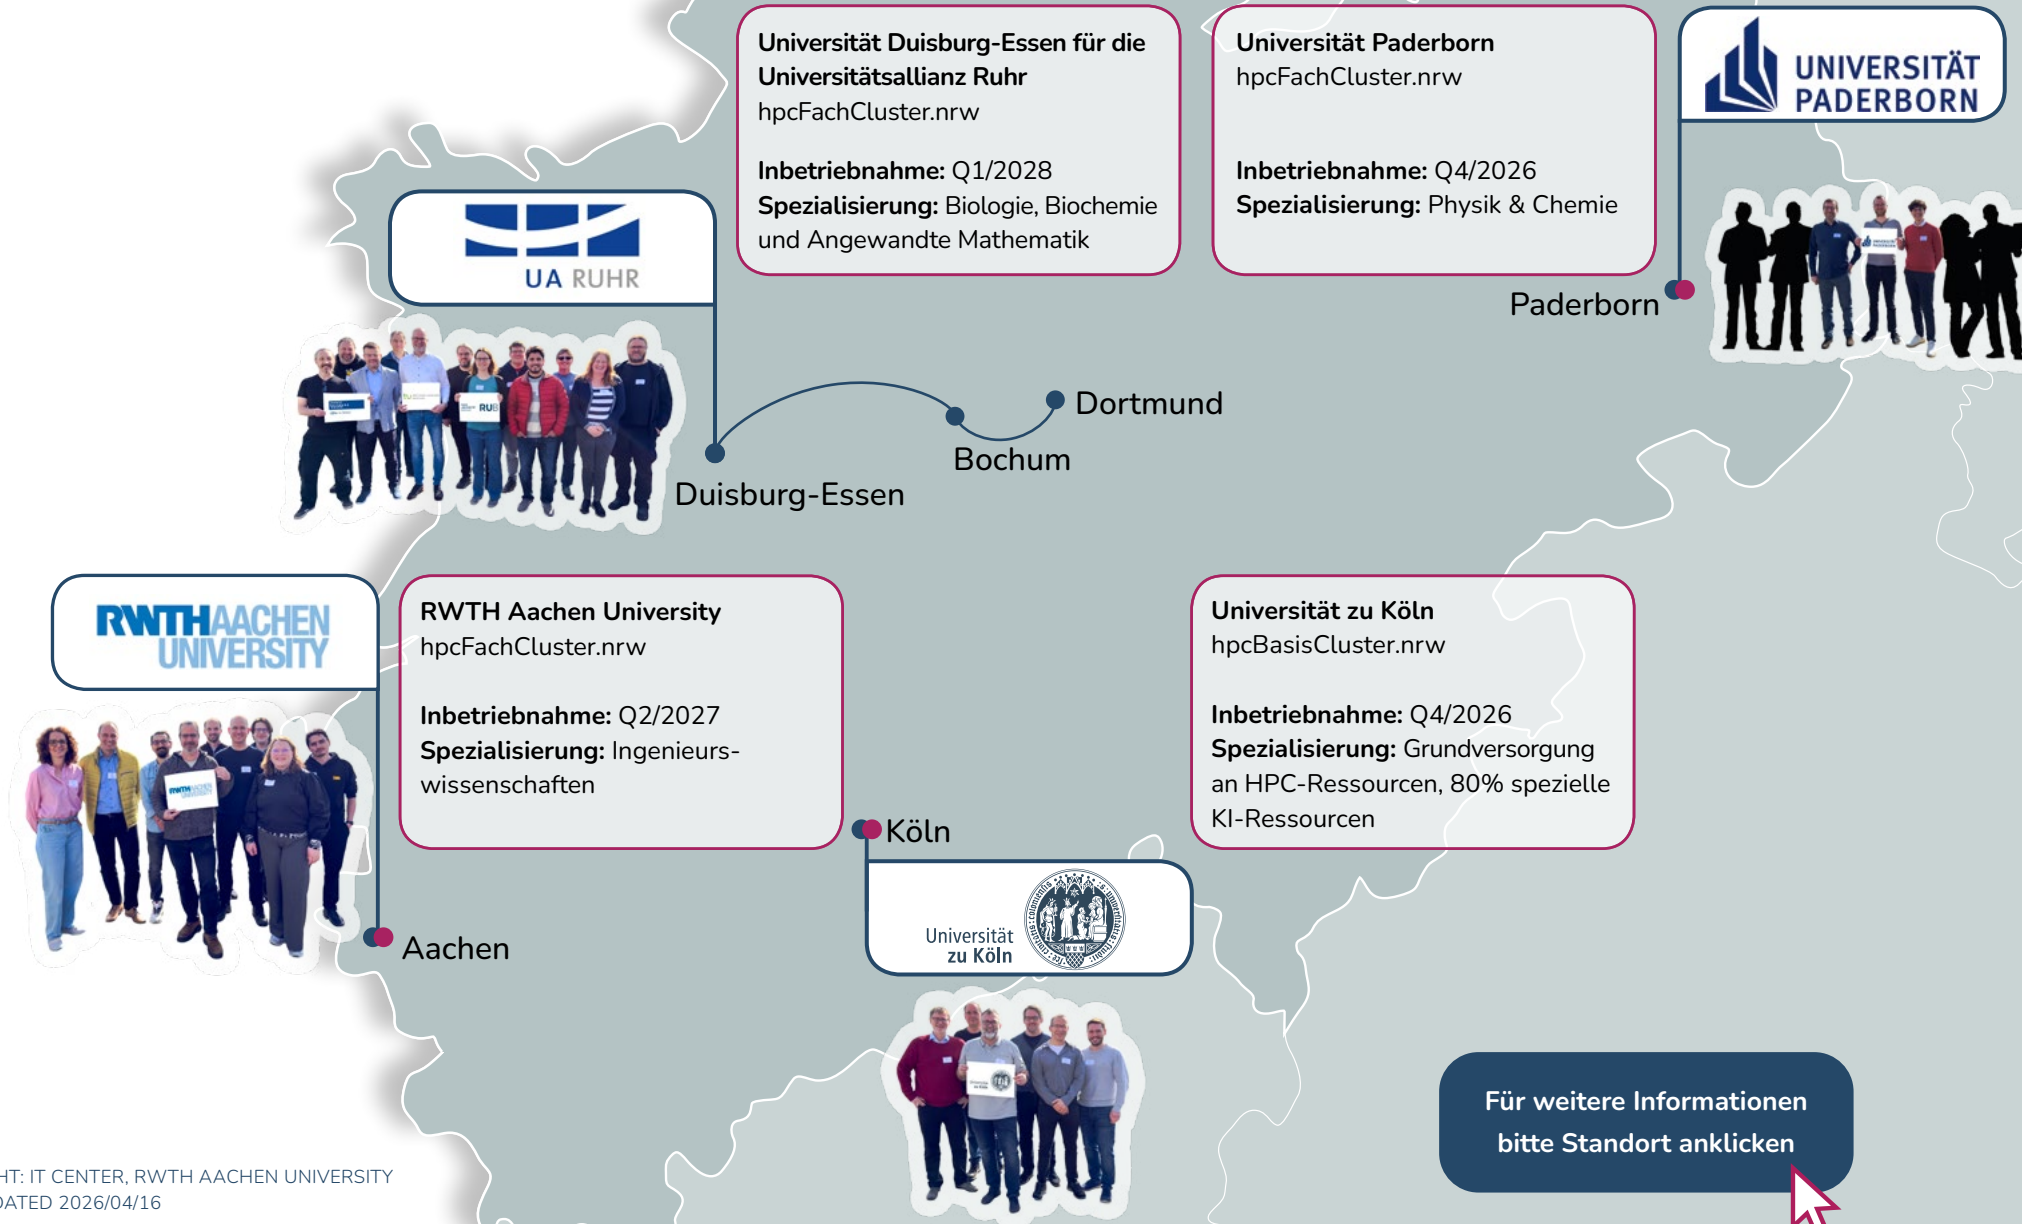 Universität Duisburg-Essen für die
Universitätsallianz Ruhr
hpcFachCluster.nrw
Inbetriebnahme: Q1/2028
Spezialisierung: Biologie, Biochemie
und Angewandte Mathematik
Universität Paderborn
hpcFachCluster.nrw
Inbetriebnahme: Q4/2026
Spezialisierung: Physik & Chemie
UNIVERSITÄT
PADERBORN
UA RUHR
Paderborn
RUB
Dortmund
Bochum
Duisburg-Essen
RWTHAACHEN
UNIVERSITY
RWTH Aachen University
hpcFachCluster.nrw
Inbetriebnahme: Q2/2027
Spezialisierung: Ingenieurs-
wissenschaften
Universität zu Köln
hpcBasisCluster.nrw
Inbetriebnahme: Q4/2026
Spezialisierung: Grundversorgung
an HPC-Ressourcen, 80% spezielle
KI-Ressourcen
Köln
Aachen
Universität
zu Köln
Für weitere Informationen
bitte Standort anklicken
HT: IT CENTER, RWTH AACHEN UNIVERSITY
DATED 2026/04/16